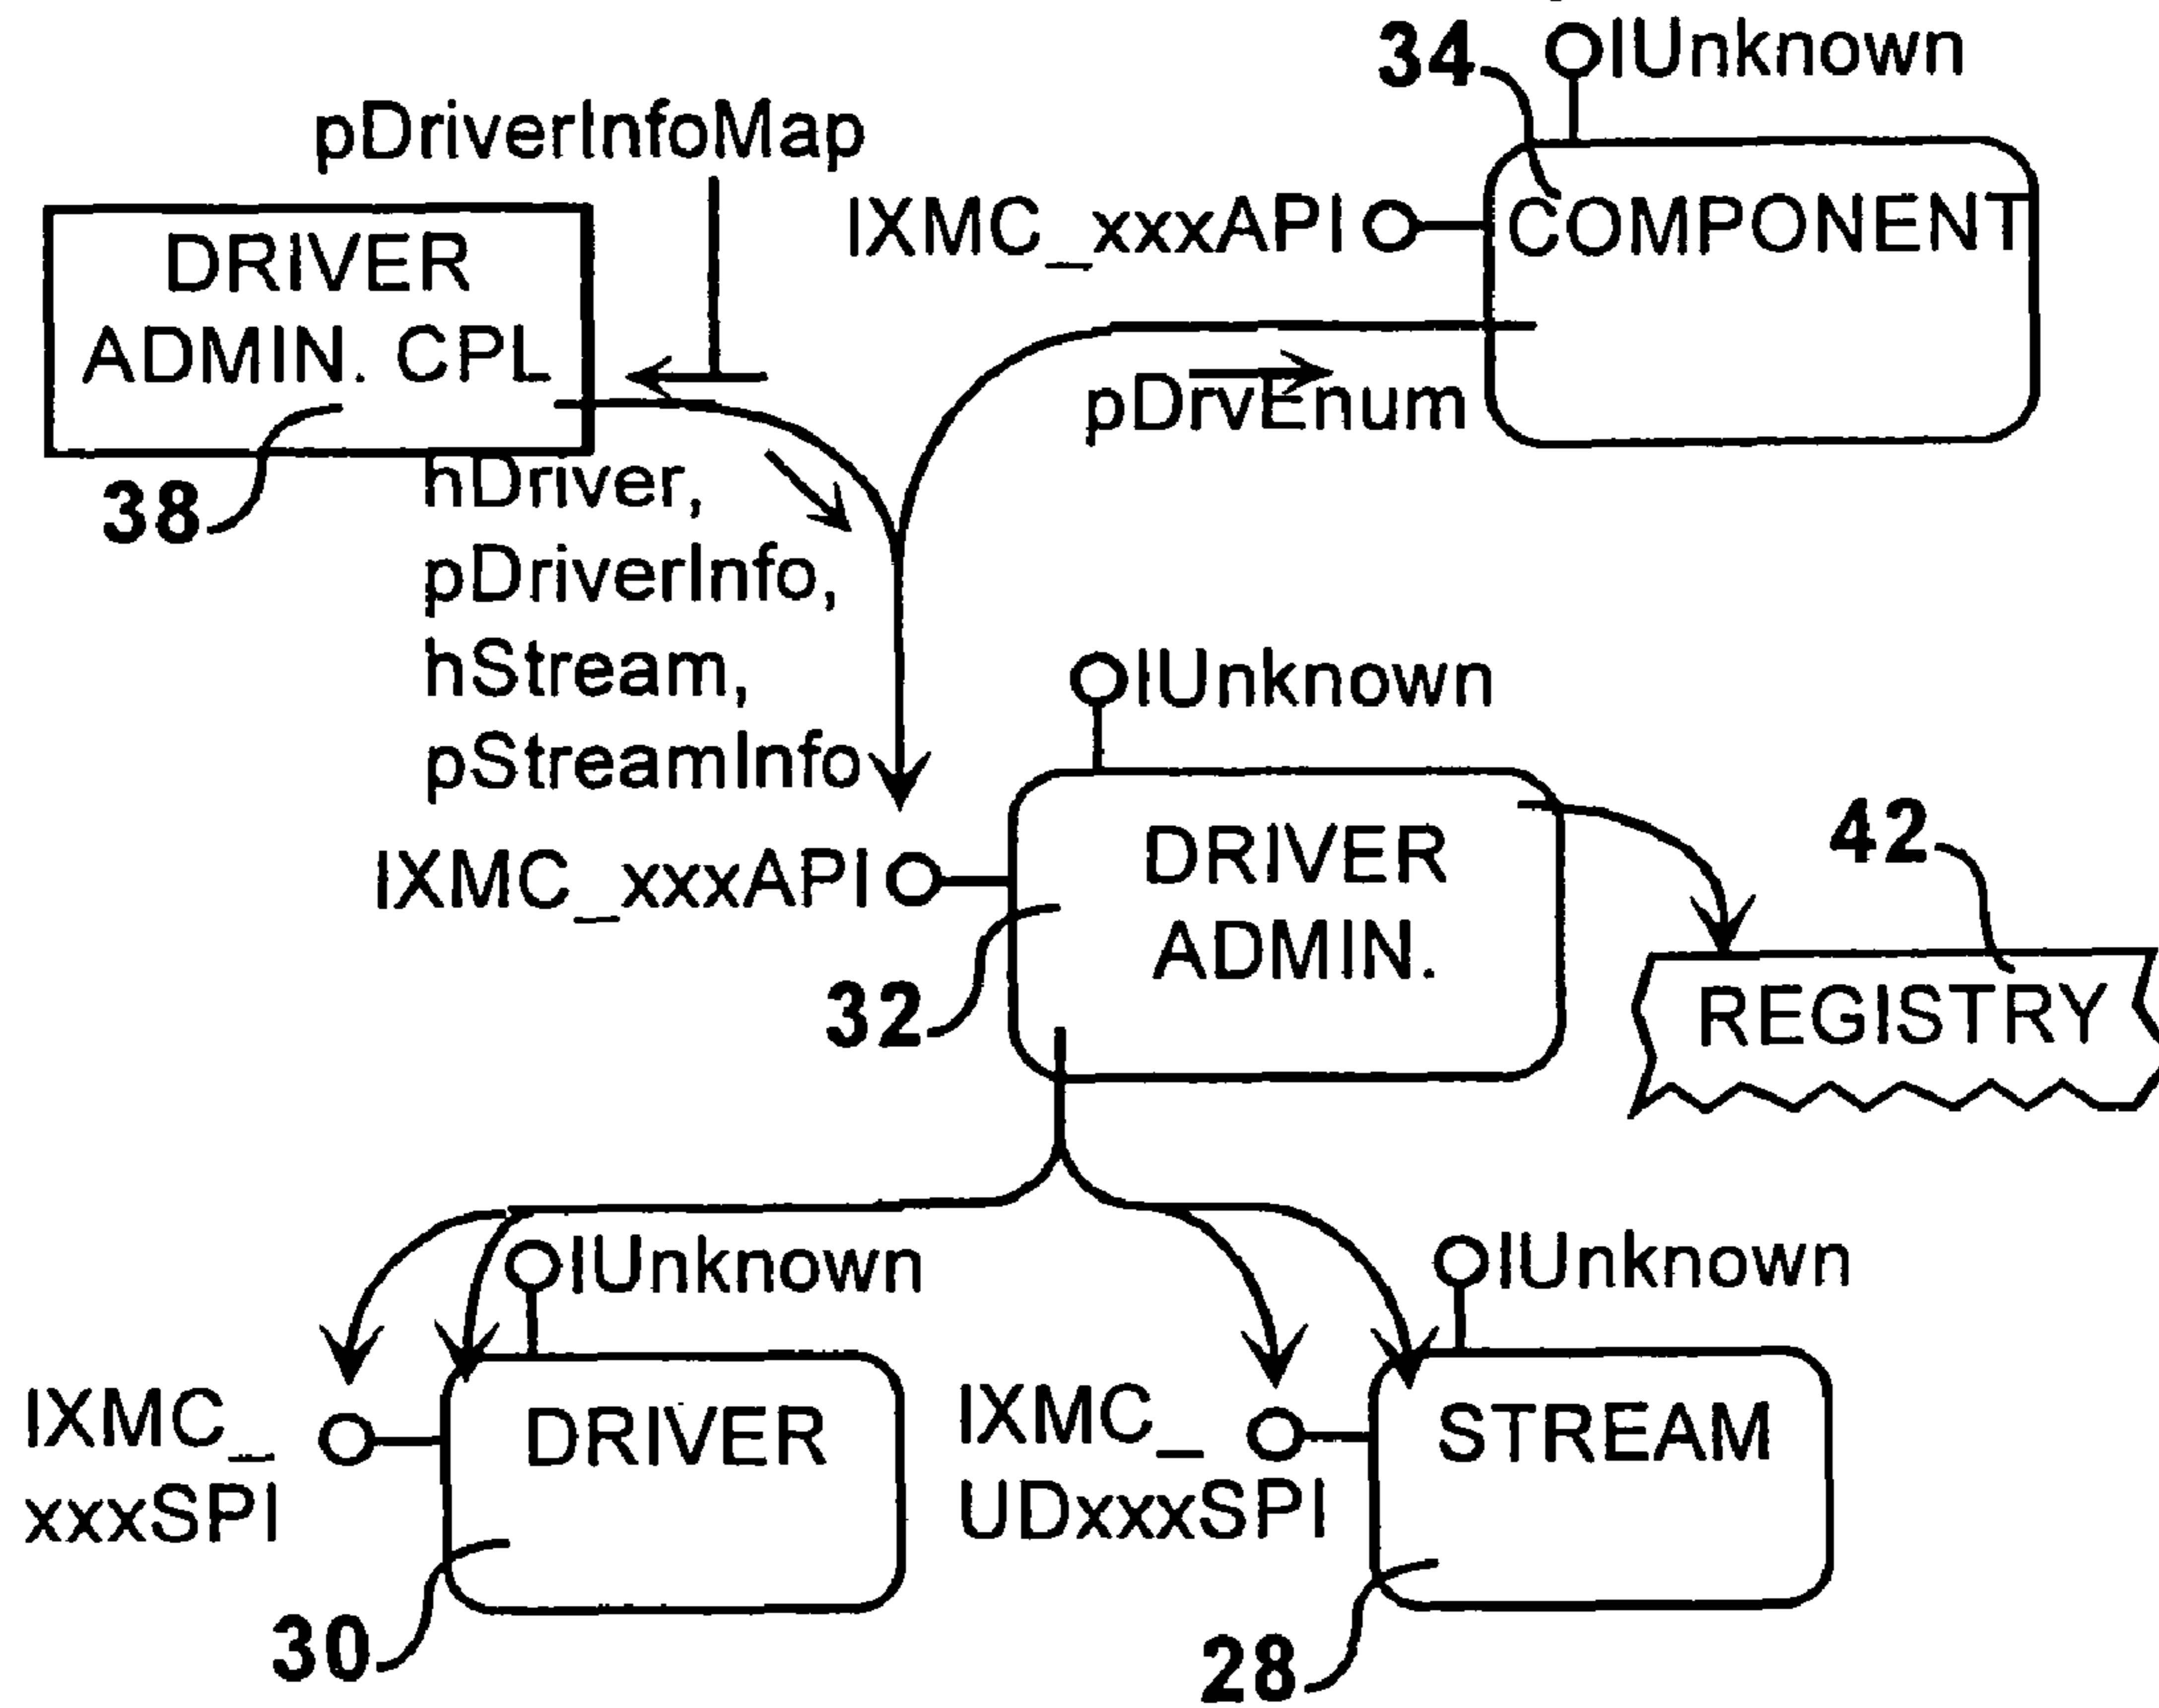 34
IUnknown
pDriverInfoMap
IXMC_xxxAPI
COMPONENT
DRIVER
ADMIN. CPL
pDrvEnum
38
hDriver,
pDriverInfo,
hStream,
pStreamInfo
IUnknown
IXMC_xxxAPI
DRIVER
ADMIN.
42
32
REGISTRY
IUnknown
IUnknown
IXMC_
xxxSPI
DRIVER
IXMC_
UDxxxSPI
STREAM
30
28